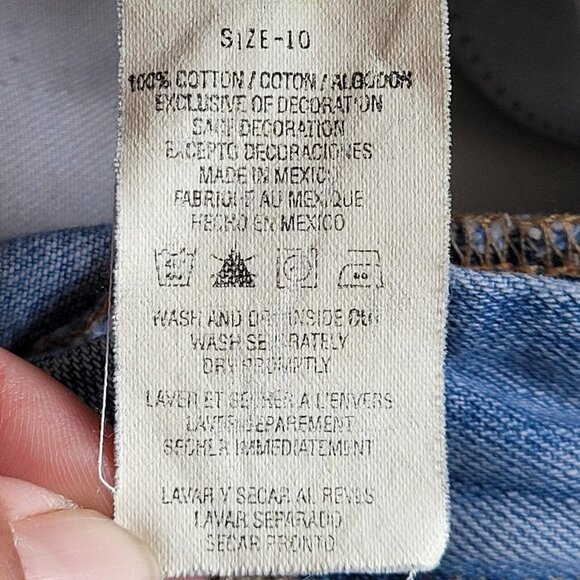 SIZE-10
100% COTTON / COTON / ALGODON
EXCLUSIVE OF DECORATION
SANS DECORATION
EXCEPTO DECORACIONES
MADE IN MEXICO
FABRIQUE AU MEXIQUE
HECHO EN MEXICO
WASH AND DRY INSIDE OUT
WASH SEPARATELY
DRY PROMPTLY
LAVER ET SECHER A L'ENVERS
LAVER SEPAREMENT
SECHER IMMEDIATEMENT
LAVAR Y SECAR AL REVES
LAVAR SEPARADO
SECAR PRONTO